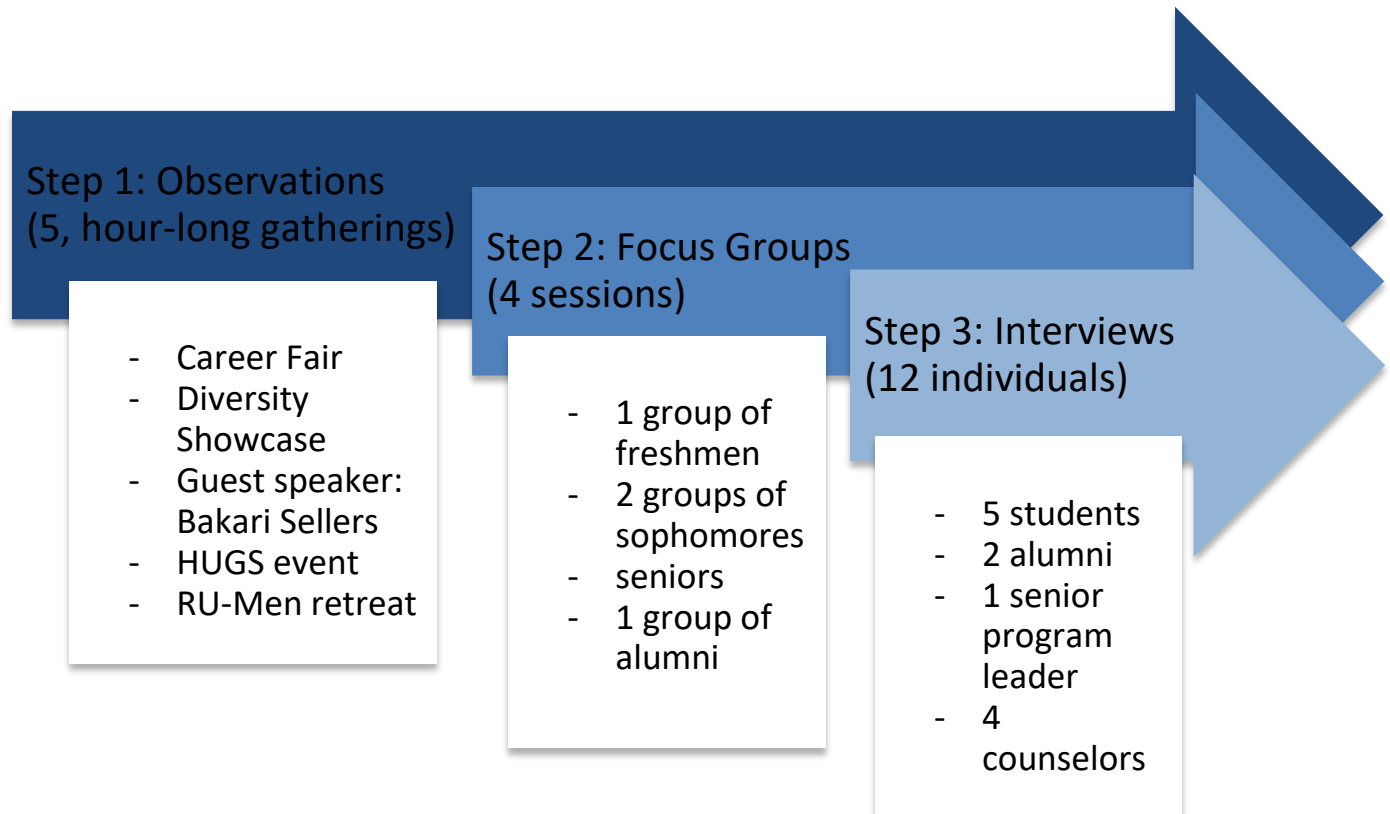 Step 1: Observations
(5, hour-long gatherings)
- Career Fair
- Diversity
Showcase
- Guest speaker:
Bakari Sellers
- HUGS event
- RU-Men retreat
Step 2: Focus Groups
(4 sessions)
- 1 group of
freshmen
- 2 groups of
sophomores
- seniors
- 1 group of
alumni
Step 3: Interviews
(12 individuals)
- 5 students
- 2 alumni
- 1 senior
program
leader
- 4
counselors